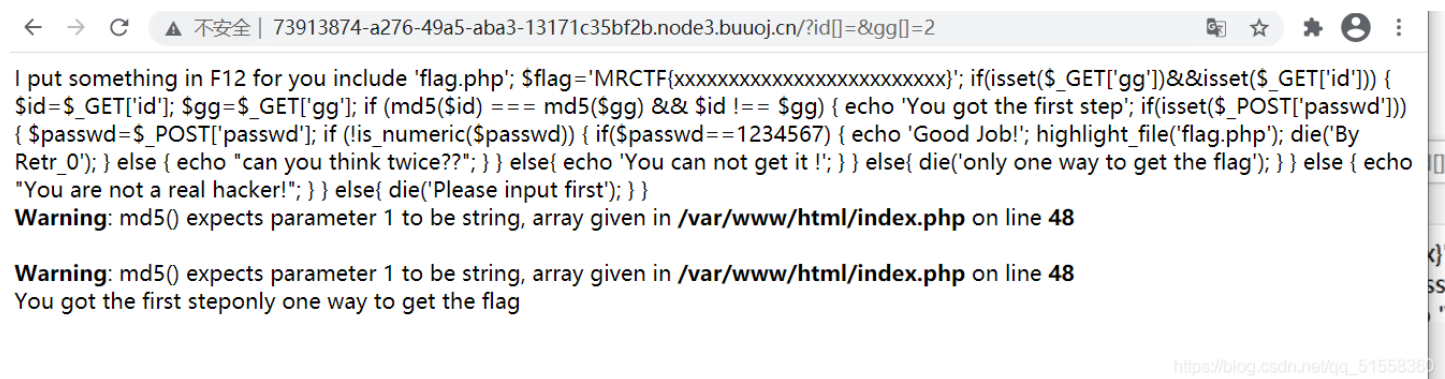 不安全 | 73913874-a276-49a5-aba3-13171c35bf2b.node3.buuoj.cn/?id[]=&gg[]=2
I put something in F12 for you include 'flag.php'; $flag='MRCTF{xxxxxxxxxxxxxxxxxxxxxxxxx}'; if(isset($_GET['gg'])&&isset($_GET['id'])) {
$id=$_GET['id']; $gg=$_GET['gg']; if (md5($id) === md5($gg) && $id !== $gg) { echo 'You got the first step'; if(isset($_POST['passwd']))
{ $passwd=$_POST['passwd']; if (!is_numeric($passwd)) { if($passwd==1234567) { echo 'Good Job!'; highlight_file('flag.php'); die('By
Retr_0'); } else { echo "can you think twice??"; } } else{ echo 'You can not get it !'; } } else{ die('only one way to get the flag'); } } else { echo
"You are not a real hacker!"; } } else{ die('Please input first'); } }
Warning: md5() expects parameter 1 to be string, array given in /var/www/html/index.php on line 48
Warning: md5() expects parameter 1 to be string, array given in /var/www/html/index.php on line 48
You got the first steponly one way to get the flag
https://blog.csdn.net/qq_51558360